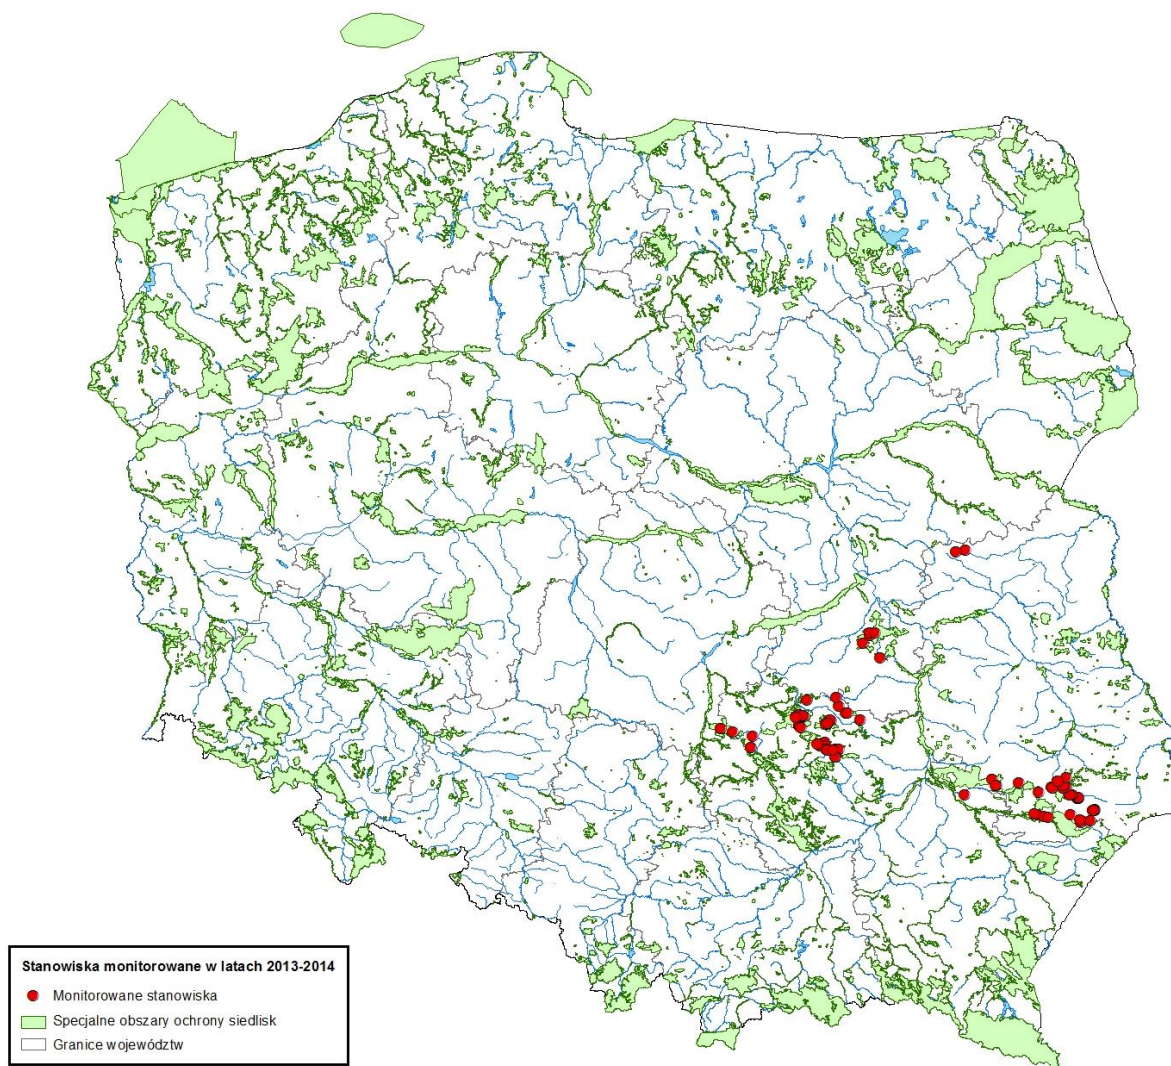 Stanowiska monitorowane w latach 2013-2014
Monitorowane stanowiska
Specjalne obszary ochrony siedlisk
Granice województw